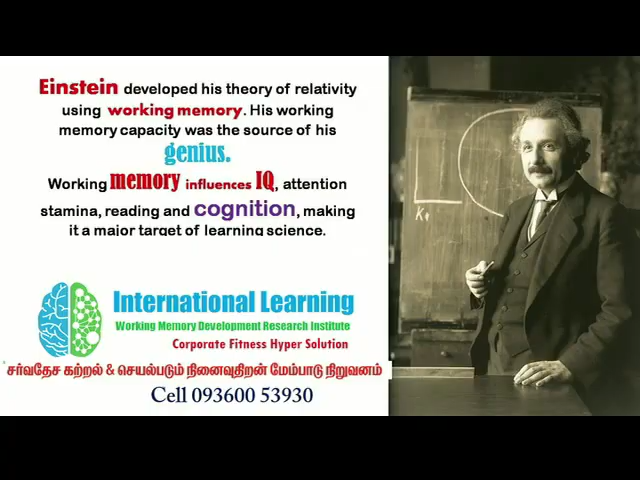 Einstein developed his theory of relativity
using working memory. His working
memory capacity was the source of his
genius.
Working memory influences IQ, attention
stamina, reading and cognition, making
it a major target of learning science.
International Learning
Working Memory Development Research Institute
Corporate Fitness Hyper Solution
சர்வதேச கற்றல் & செயல்படும் நினைவுதிறன் மேம்பாடு நிறுவனம்
Cell 093600 53930